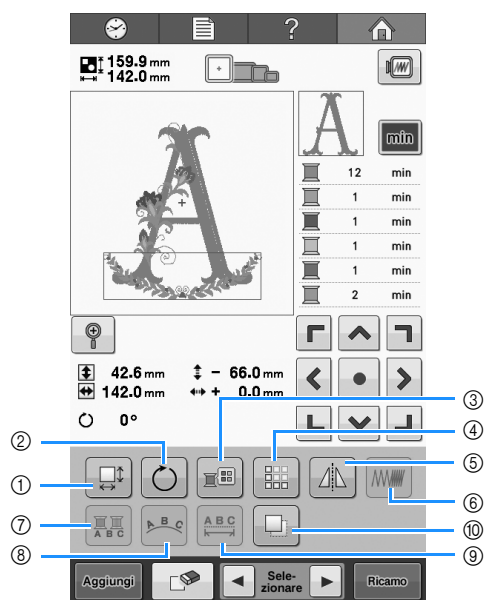 ?
159.9 mm
142.0 mm
min
12 min
1 min
1 min
1 min
1 min
2 min
42.6 mm - 66.0 mm
142.0 mm + 0.0 mm
0°
①
②
③
④
⑤
⑥
⑦
A B C
⑧
A B C
⑨
A B C
⑩
Aggiungi
Sele-
zionare
Ricamo